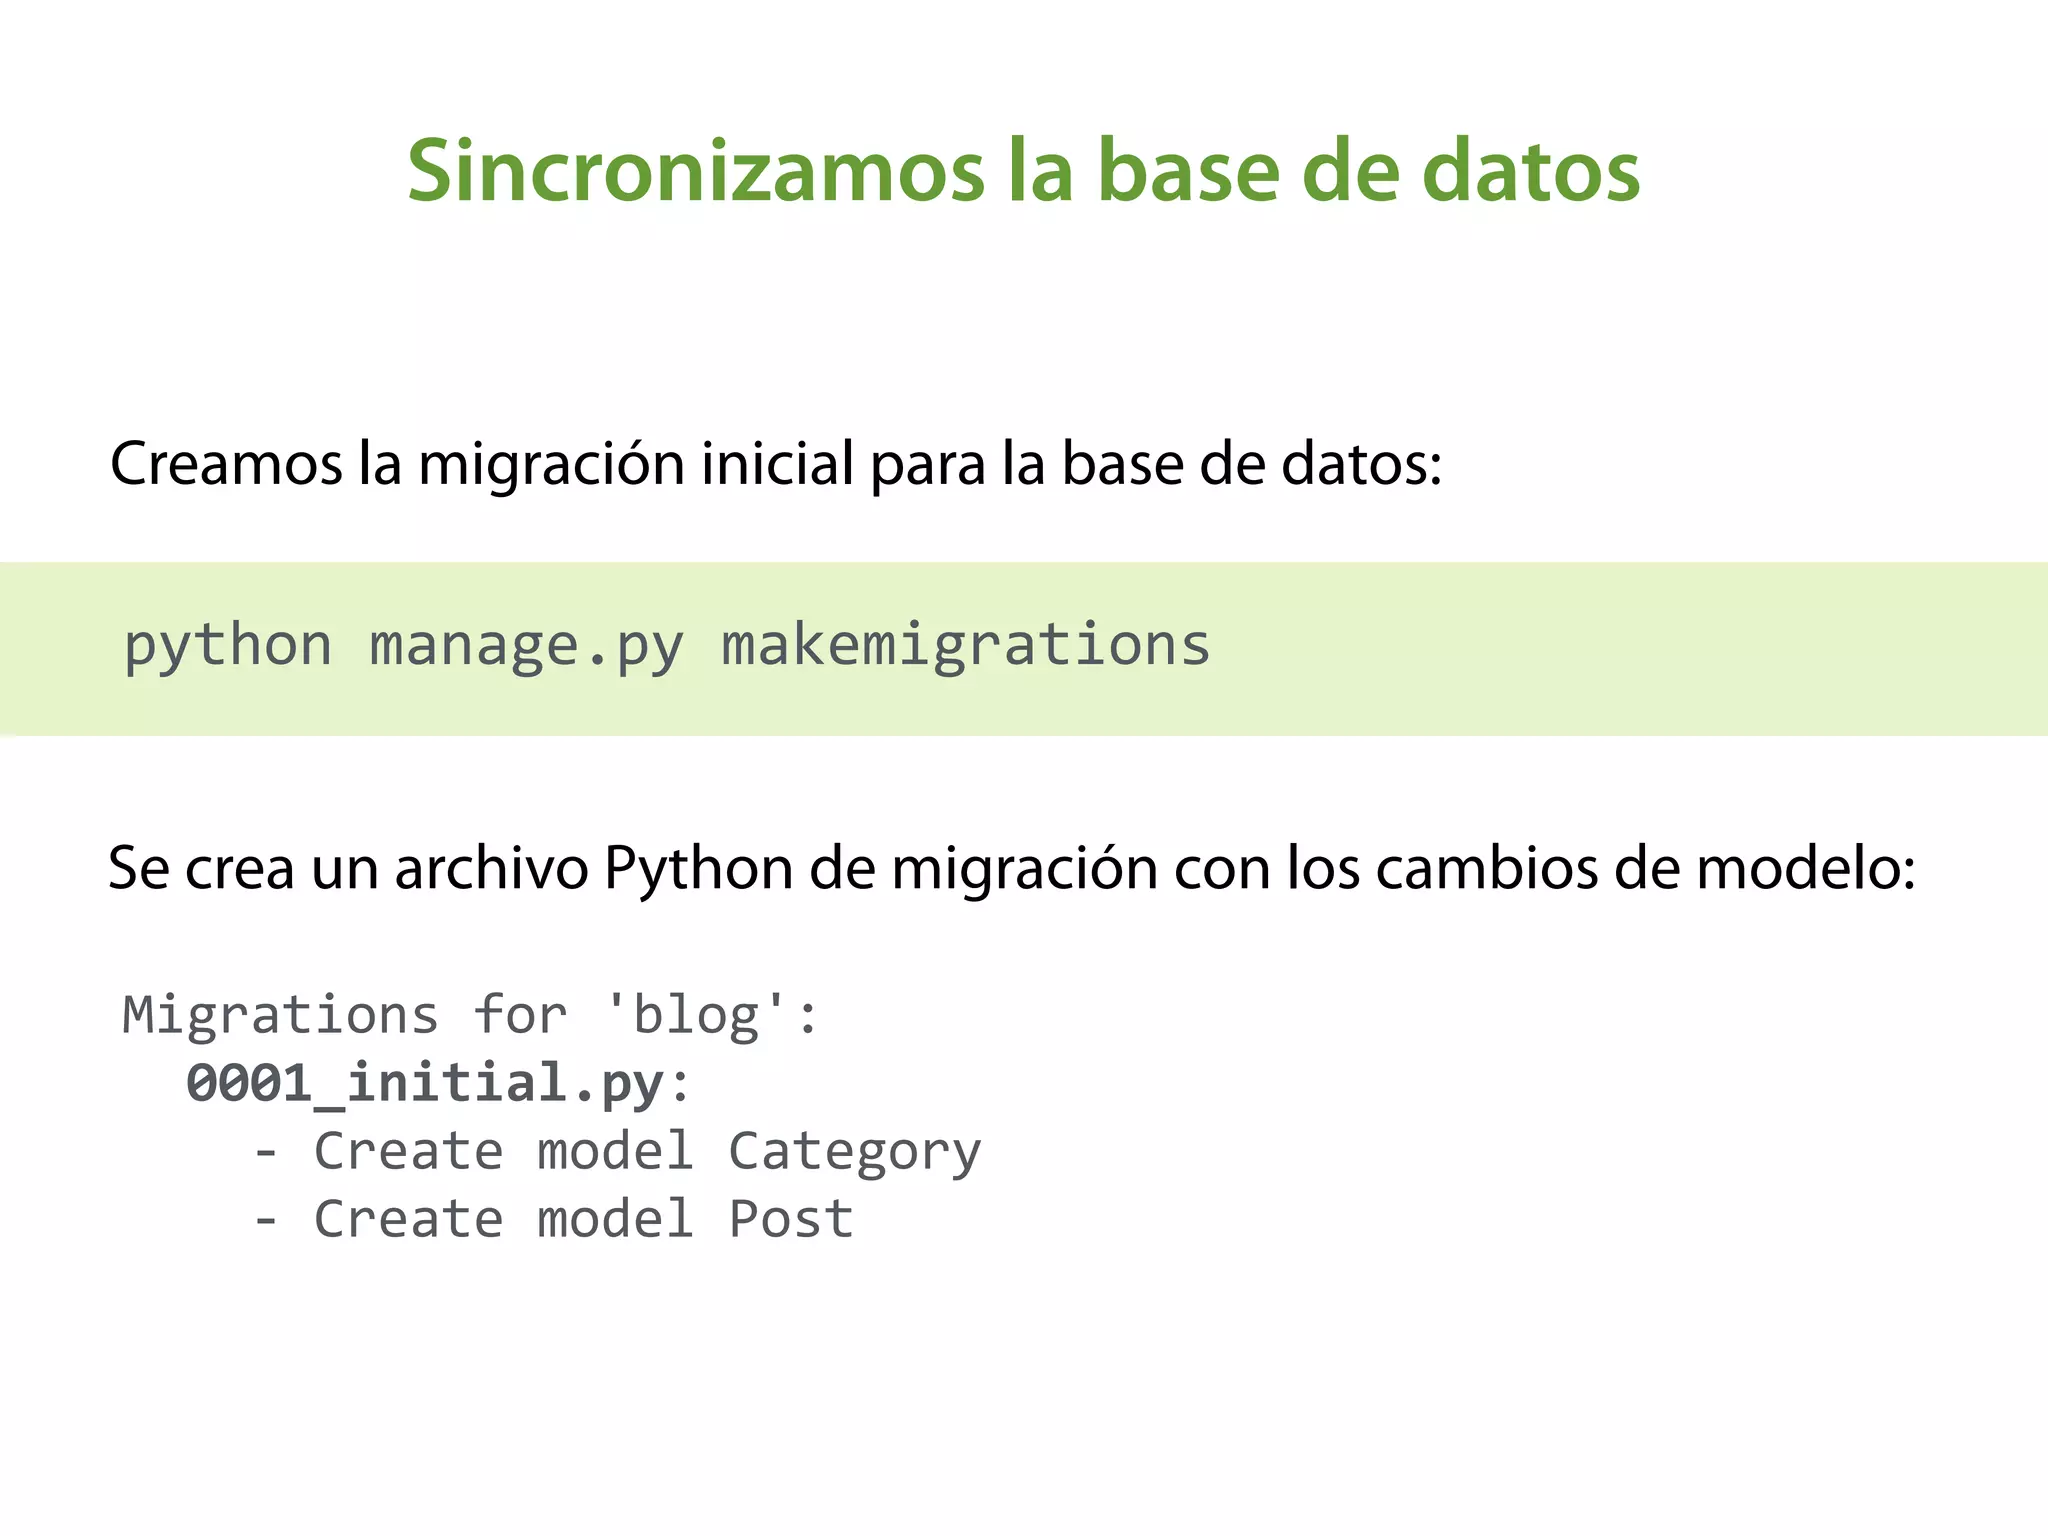 Sincronizamos la base de datos
Creamos la migración inicial para la base de datos:
python manage.py makemigrations
Se crea un archivo Python de migración con los cambios de modelo:
Migrations for 'blog':
0001_initial.py:
- Create model Category
- Create model Post